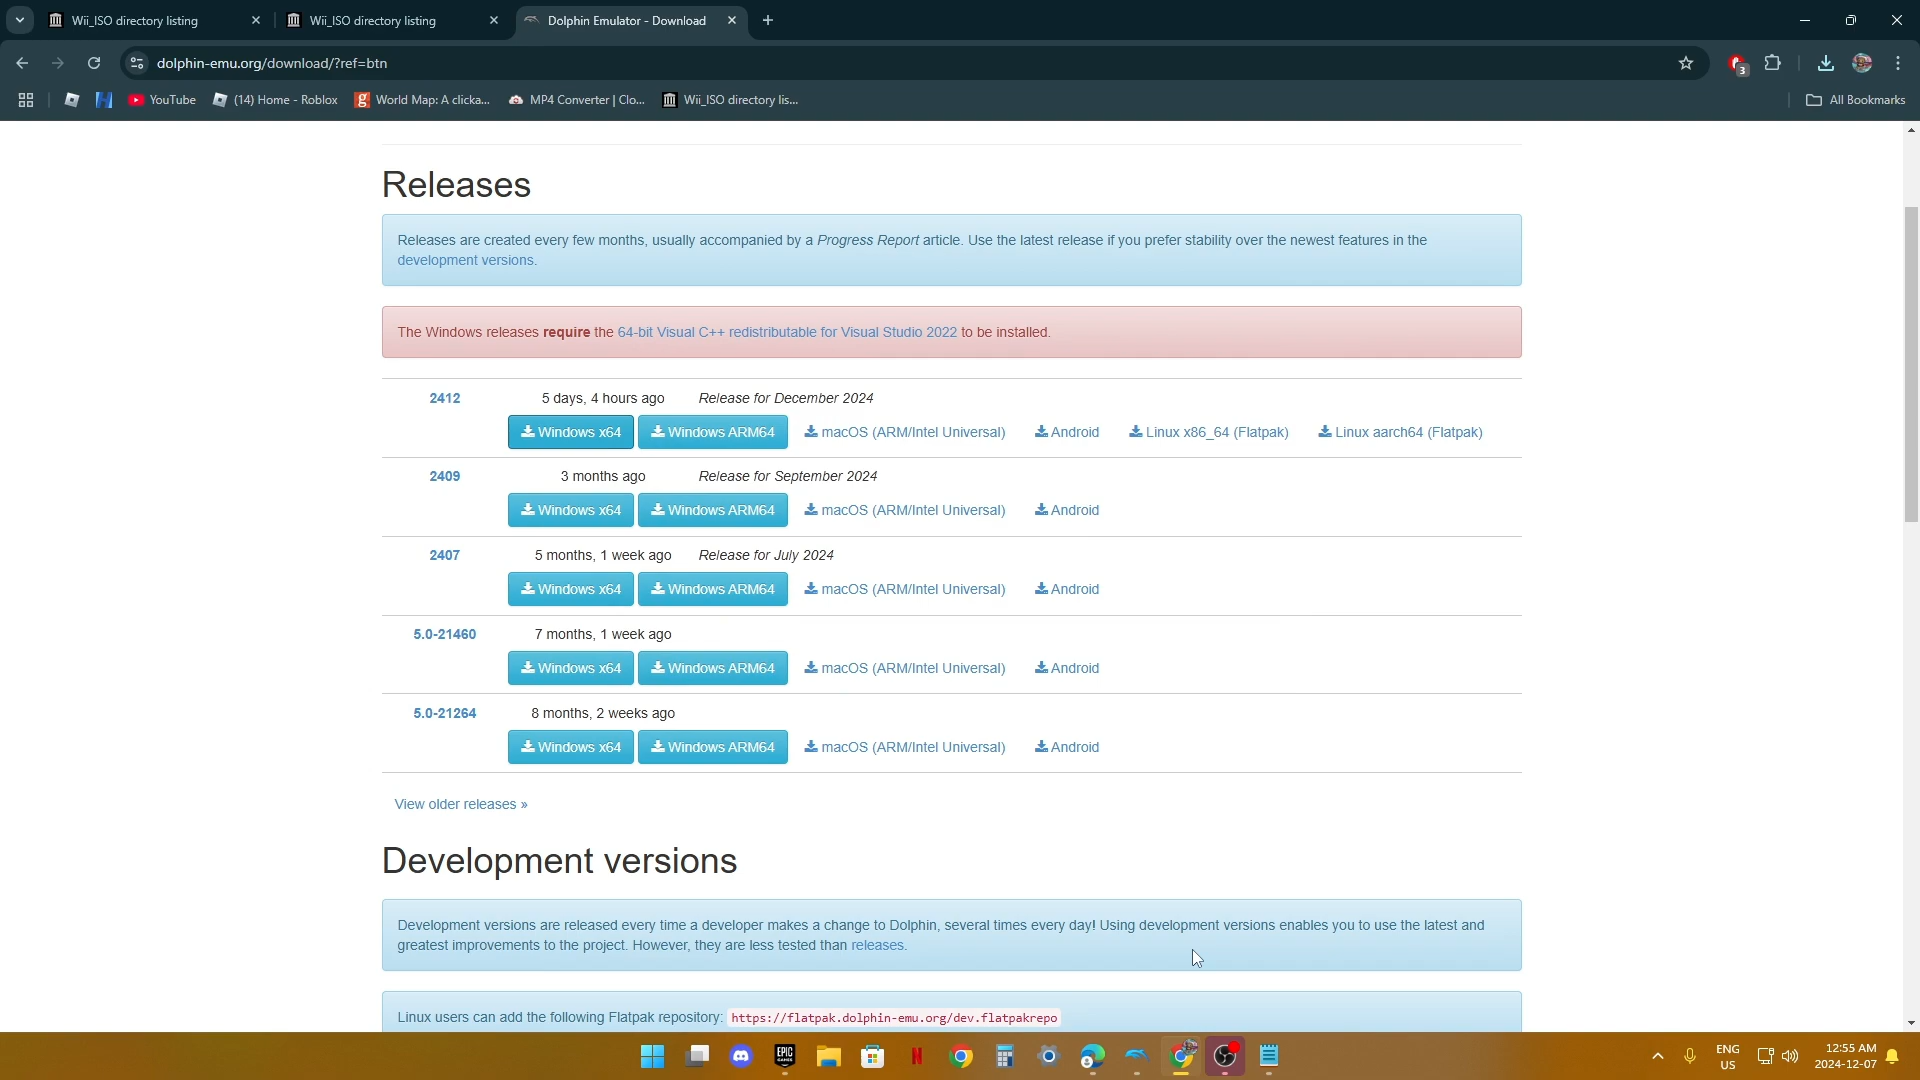 Wii_ISO directory listing
Wii_ISO directory listing
Dolphin Emulator - Download
dolphin-emu.org/download/?ref=btn
3
YouTube
(14) Home - Roblox
World Map: A clicka...
MP4 Converter | Clo...
Wii_ISO directory lis...
All Bookmarks
Releases
Releases are created every few months, usually accompanied by a Progress Report article. Use the latest release if you prefer stability over the newest features in the
development versions.
The Windows releases require the 64-bit Visual C++ redistributable for Visual Studio 2022 to be installed.
2412 5 days, 4 hours ago Release for December 2024
Windows x64 Windows ARM64 macOS (ARM/Intel Universal) Android Linux x86_64 (Flatpak) Linux aarch64 (Flatpak)
2409 3 months ago Release for September 2024
Windows x64 Windows ARM64 macOS (ARM/Intel Universal) Android
2407 5 months, 1 week ago Release for July 2024
Windows x64 Windows ARM64 macOS (ARM/Intel Universal) Android
5.0-21460 7 months, 1 week ago
Windows x64 Windows ARM64 macOS (ARM/Intel Universal) Android
5.0-21264 8 months, 2 weeks ago
Windows x64 Windows ARM64 macOS (ARM/Intel Universal) Android
View older releases »
Development versions
Development versions are released every time a developer makes a change to Dolphin, several times every day! Using development versions enables you to use the latest and
greatest improvements to the project. However, they are less tested than releases.
Linux users can add the following Flatpak repository: https://flatpak.dolphin-emu.org/dev.flatpakrepo
EPIC
GAMES
N
ENG
US
12:55 AM
2024-12-07